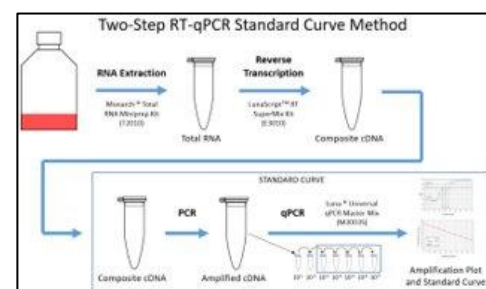 Two-Step RT-qPCR Standard Curve Method
RNA Extraction
Monarch® Total
RNA Miniprep Kit
(T2010)
Total RNA
Reverse
Transcription
LunaScript™ RT
SuperMix Kit
(E3010)
Composite cDNA
STANDARD CURVE
Composite cDNA
PCR
Amplified cDNA
qPCR
Luna® Universal
qPCR Master Mix
Amplification Plot
and Standard Curve